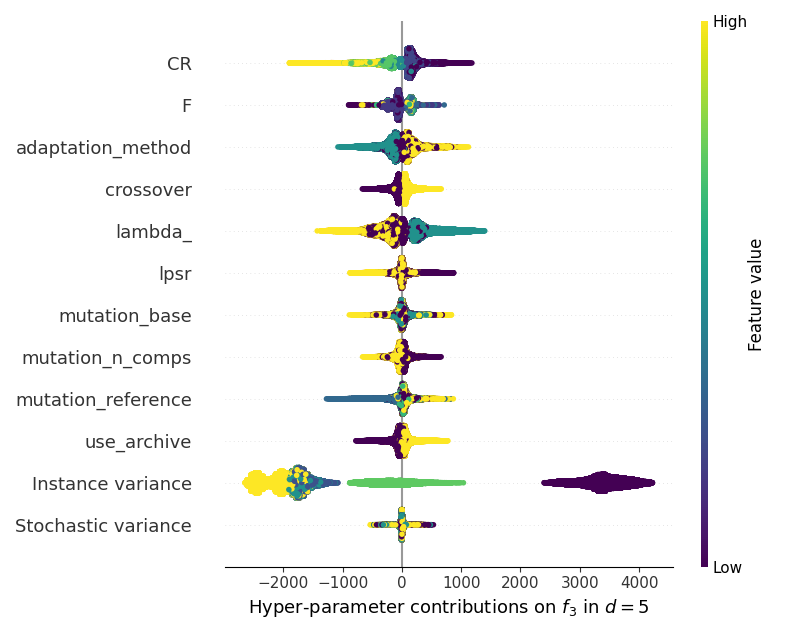 High
CR
F
adaptation_method
crossover
lambda_
lpsr
mutation_base
mutation_n_comps
mutation_reference
use_archive
Instance variance
Stochastic variance
Feature value
Low
−2000 −1000 0 1000 2000 3000 4000
Hyper-parameter contributions on f₃ in d = 5